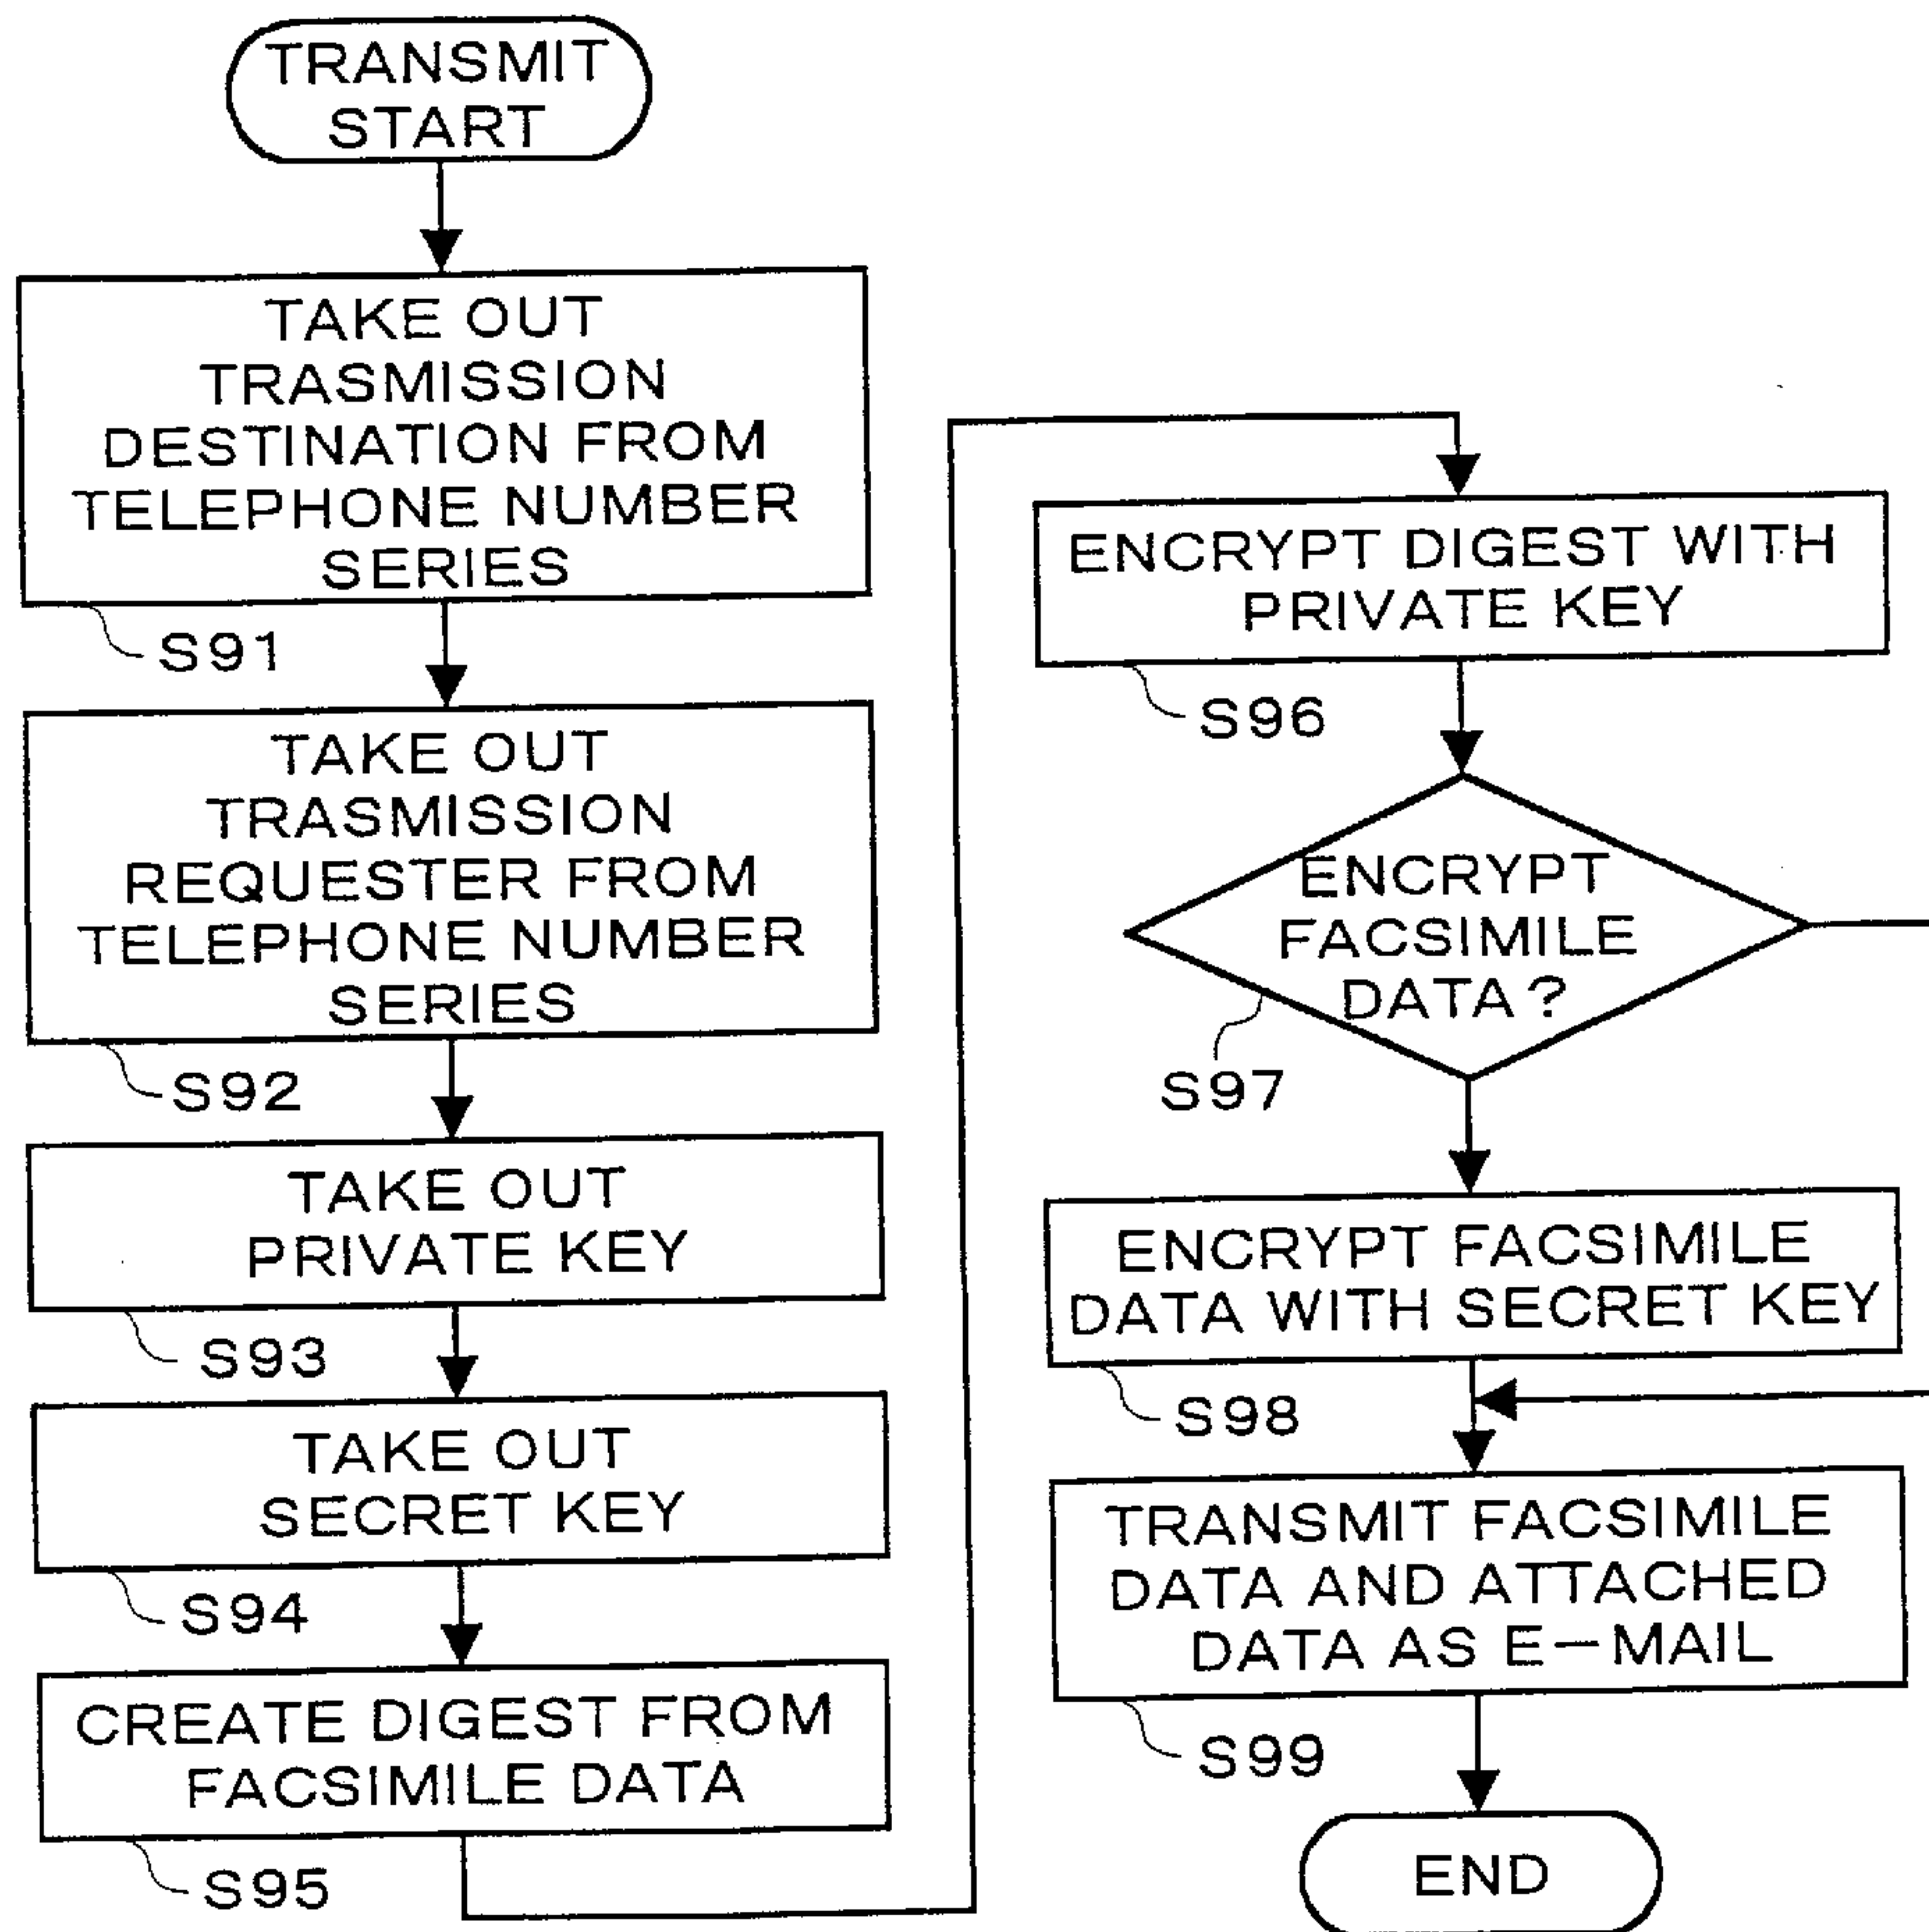 TRANSMIT
START
TAKE OUT
TRASMISSION
DESTINATION FROM
TELEPHONE NUMBER
SERIES
S91
TAKE OUT
TRASMISSION
REQUESTER FROM
TELEPHONE NUMBER
SERIES
S92
TAKE OUT
PRIVATE KEY
S93
TAKE OUT
SECRET KEY
S94
CREATE DIGEST FROM
FACSIMILE DATA
S95
ENCRYPT DIGEST WITH
PRIVATE KEY
S96
ENCRYPT
FACSIMILE
DATA?
S97
ENCRYPT FACSIMILE
DATA WITH SECRET KEY
S98
TRANSMIT FACSIMILE
DATA AND ATTACHED
DATA AS E-MAIL
S99
END